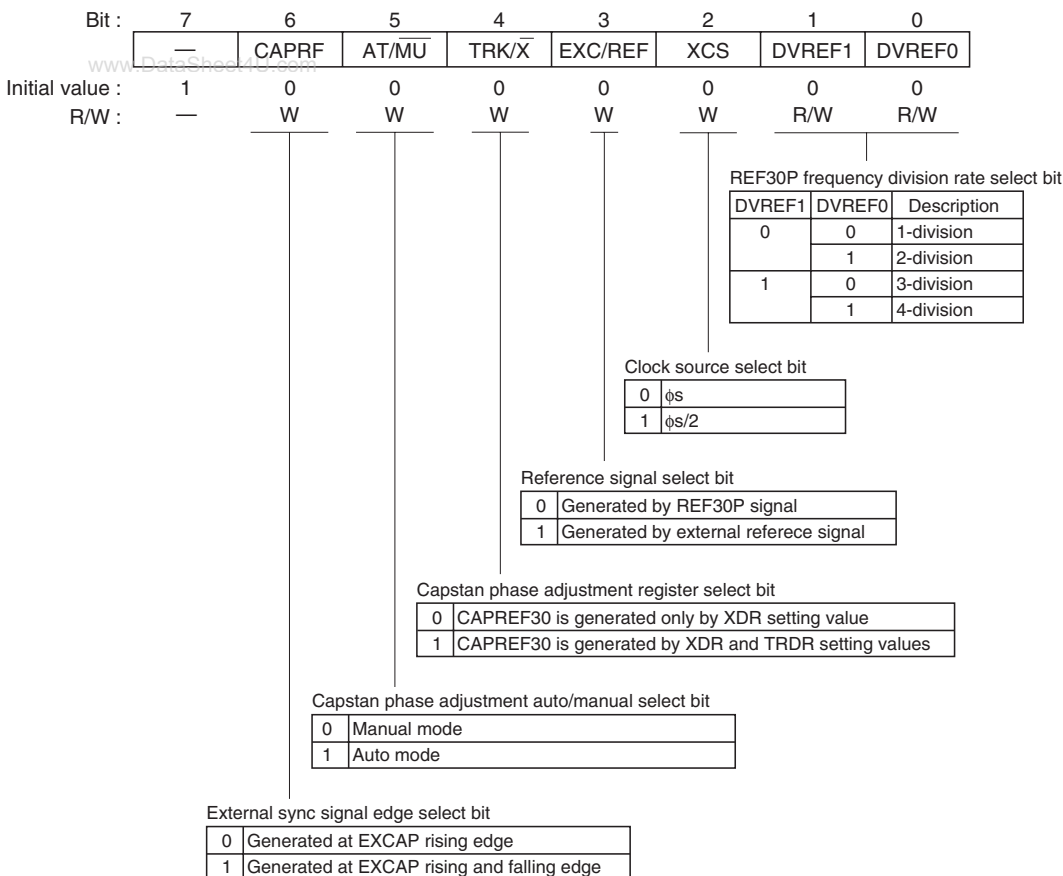 Bit : 7 6 5 4 3 2 1 0
— CAPRF AT/M̅U̅ TRK/X̅ EXC/REF XCS DVREF1 DVREF0
www.DataSheet4U.com
Initial value : 1 0 0 0 0 0 0 0
R/W : — W W W W W R/W R/W
REF30P frequency division rate select bit
DVREF1 DVREF0 Description
0 0 1-division
1 2-division
1 0 3-division
1 4-division
Clock source select bit
0 ϕs
1 ϕs/2
Reference signal select bit
0 Generated by REF30P signal
1 Generated by external referece signal
Capstan phase adjustment register select bit
0 CAPREF30 is generated only by XDR setting value
1 CAPREF30 is generated by XDR and TRDR setting values
Capstan phase adjustment auto/manual select bit
0 Manual mode
1 Auto mode
External sync signal edge select bit
0 Generated at EXCAP rising edge
1 Generated at EXCAP rising and falling edge